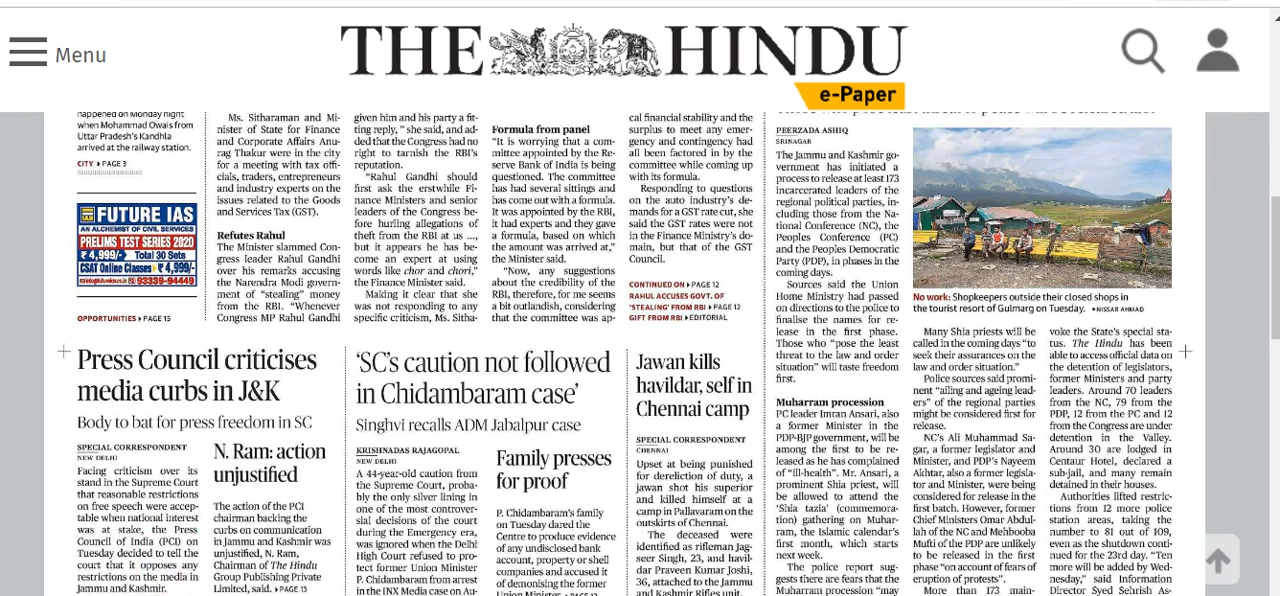 Menu
THE HINDU
e-Paper
happened on Monday night
when Mohammad Owais from
Uttar Pradesh's Kandhla
arrived at the railway station.
CITY ▸ PAGE 3
FUTURE IAS
AN ALCHEMIST OF CIVIL SERVICES
PRELIMS TEST SERIES 2020
₹ 4,999/- Total 30 Sets
CSAT Online Classes ₹ 4,999/-
93339-94449
OPPORTUNITIES ▸ PAGE 15
Ms. Sitharaman and Mi-
nister of State for Finance
and Corporate Affairs Anu-
rag Thakur were in the city
for a meeting with tax offi-
cials, traders, entrepreneurs
and industry experts on the
issues related to the Goods
and Services Tax (GST).
Refutes Rahul
The Minister slammed Con-
gress leader Rahul Gandhi
over his remarks accusing
the Narendra Modi govern-
ment of "stealing" money
from the RBI. "Whenever
Congress MP Rahul Gandhi
given him and his party a fit-
ting reply, " she said, and ad-
ded that the Congress had no
right to tarnish the RBI's
reputation.
"Rahul Gandhi should
first ask the erstwhile Fi-
nance Ministers and senior
leaders of the Congress be-
fore hurling allegations of
theft from the RBI at us ...,
but it appears he has be-
come an expert at using
words like chor and chori,"
the Finance Minister said.
Making it clear that she
was not responding to any
specific criticism, Ms. Sitha-
Formula from panel
"It is worrying that a com-
mittee appointed by the Re-
serve Bank of India is being
questioned. The committee
has had several sittings and
has come out with a formula.
It was appointed by the RBI,
it had experts and they gave
a formula, based on which
the amount was arrived at,"
the Minister said.
"Now, any suggestions
about the credibility of the
RBI, therefore, for me seems
a bit outlandish, considering
that the committee was ap-
cal financial stability and the
surplus to meet any emer-
gency and contingency had
all been factored in by the
committee while coming up
with its formula.
Responding to questions
on the auto industry's de-
mands for a GST rate cut, she
said the GST rates were not
in the Finance Ministry's do-
main, but that of the GST
Council.
CONTINUED ON ▸ PAGE 12
RAHUL ACCUSES GOVT. OF
'STEALING' FROM RBI ▸ PAGE 12
GIFT FROM RBI ▸ EDITORIAL
PEERZADA ASHIQ
SRINAGAR
The Jammu and Kashmir go-
vernment has initiated a
process to release at least 173
incarcerated leaders of the
regional political parties, in-
cluding those from the Na-
tional Conference (NC), the
Peoples Conference (PC)
and the Peoples Democratic
Party (PDP), in phases in the
coming days.
Sources said the Union
Home Ministry had passed
on directions to the police to
finalise the names for re-
lease in the first phase.
Those who "pose the least
threat to the law and order
situation" will taste freedom
first.
Muharram procession
PC leader Imran Ansari, also
a former Minister in the
PDP-BJP government, will be
among the first to be re-
leased as he has complained
of "ill-health". Mr. Ansari, a
prominent Shia priest, will
be allowed to attend the
'Shia tazia' (commemora-
tion) gathering on Muhar-
ram, the Islamic calendar's
first month, which starts
next week.
The police report sug-
gests there are fears that the
Muharram procession "may
No work: Shopkeepers outside their closed shops in
the tourist resort of Gulmarg on Tuesday. ▪ NISSAR AHMAD
Many Shia priests will be
called in the coming days "to
seek their assurances on the
law and order situation."
Police sources said promi-
nent "ailing and ageing lead-
ers" of the regional parties
might be considered first for
release.
NC's Ali Muhammad Sa-
gar, a former legislator and
Minister, and PDP's Nayeem
Akhtar, also a former legisla-
tor and Minister, were being
considered for release in the
first batch. However, former
Chief Ministers Omar Abdul-
lah of the NC and Mehbooba
Mufti of the PDP are unlikely
to be released in the first
phase "on account of fears of
eruption of protests".
More than 173 main-
voke the State's special sta-
tus. The Hindu has been
able to access official data on
the detention of legislators,
former Ministers and party
leaders. Around 70 leaders
from the NC, 79 from the
PDP, 12 from the PC and 12
from the Congress are under
detention in the Valley.
Around 30 are lodged in
Centaur Hotel, declared a
sub-jail, and many remain
detained in their houses.
Authorities lifted restric-
tions from 12 more police
station areas, taking the
number to 81 out of 109,
even as the shutdown conti-
nued for the 23rd day. "Ten
more will be added by Wed-
nesday," said Information
Director Syed Sehrish As-
Press Council criticises
media curbs in J&K
Body to bat for press freedom in SC
SPECIAL CORRESPONDENT
NEW DELHI
Facing criticism over its
stand in the Supreme Court
that reasonable restrictions
on free speech were accep-
table when national interest
was at stake, the Press
Council of India (PCI) on
Tuesday decided to tell the
court that it opposes any
restrictions on the media in
Jammu and Kashmir.
N. Ram: action
unjustified
The action of the PCI
chairman backing the
curbs on communication
in Jammu and Kashmir was
unjustified, N. Ram,
Chairman of The Hindu
Group Publishing Private
Limited, said. ▸ PAGE 13
'SC's caution not followed
in Chidambaram case'
Singhvi recalls ADM Jabalpur case
KRISHNADAS RAJAGOPAL
NEW DELHI
A 44-year-old caution from
the Supreme Court, proba-
bly the only silver lining in
one of the most controver-
sial decisions of the court
during the Emergency era,
was ignored when the Delhi
High Court refused to pro-
tect former Union Minister
P. Chidambaram from arrest
in the INX Media case on Au-
Family presses
for proof
P. Chidambaram's family
on Tuesday dared the
Centre to produce evidence
of any undisclosed bank
account, property or shell
companies and accused it
of demonising the former
Union Minister. ▸ PAGE 12
Jawan kills
havildar, self in
Chennai camp
SPECIAL CORRESPONDENT
CHENNAI
Upset at being punished
for dereliction of duty, a
jawan shot his superior
and killed himself at a
camp in Pallavaram on the
outskirts of Chennai.
The deceased were
identified as rifleman Jag-
seer Singh, 23, and havil-
dar Praveen Kumar Joshi,
36, attached to the Jammu
and Kashmir Rifles unit.